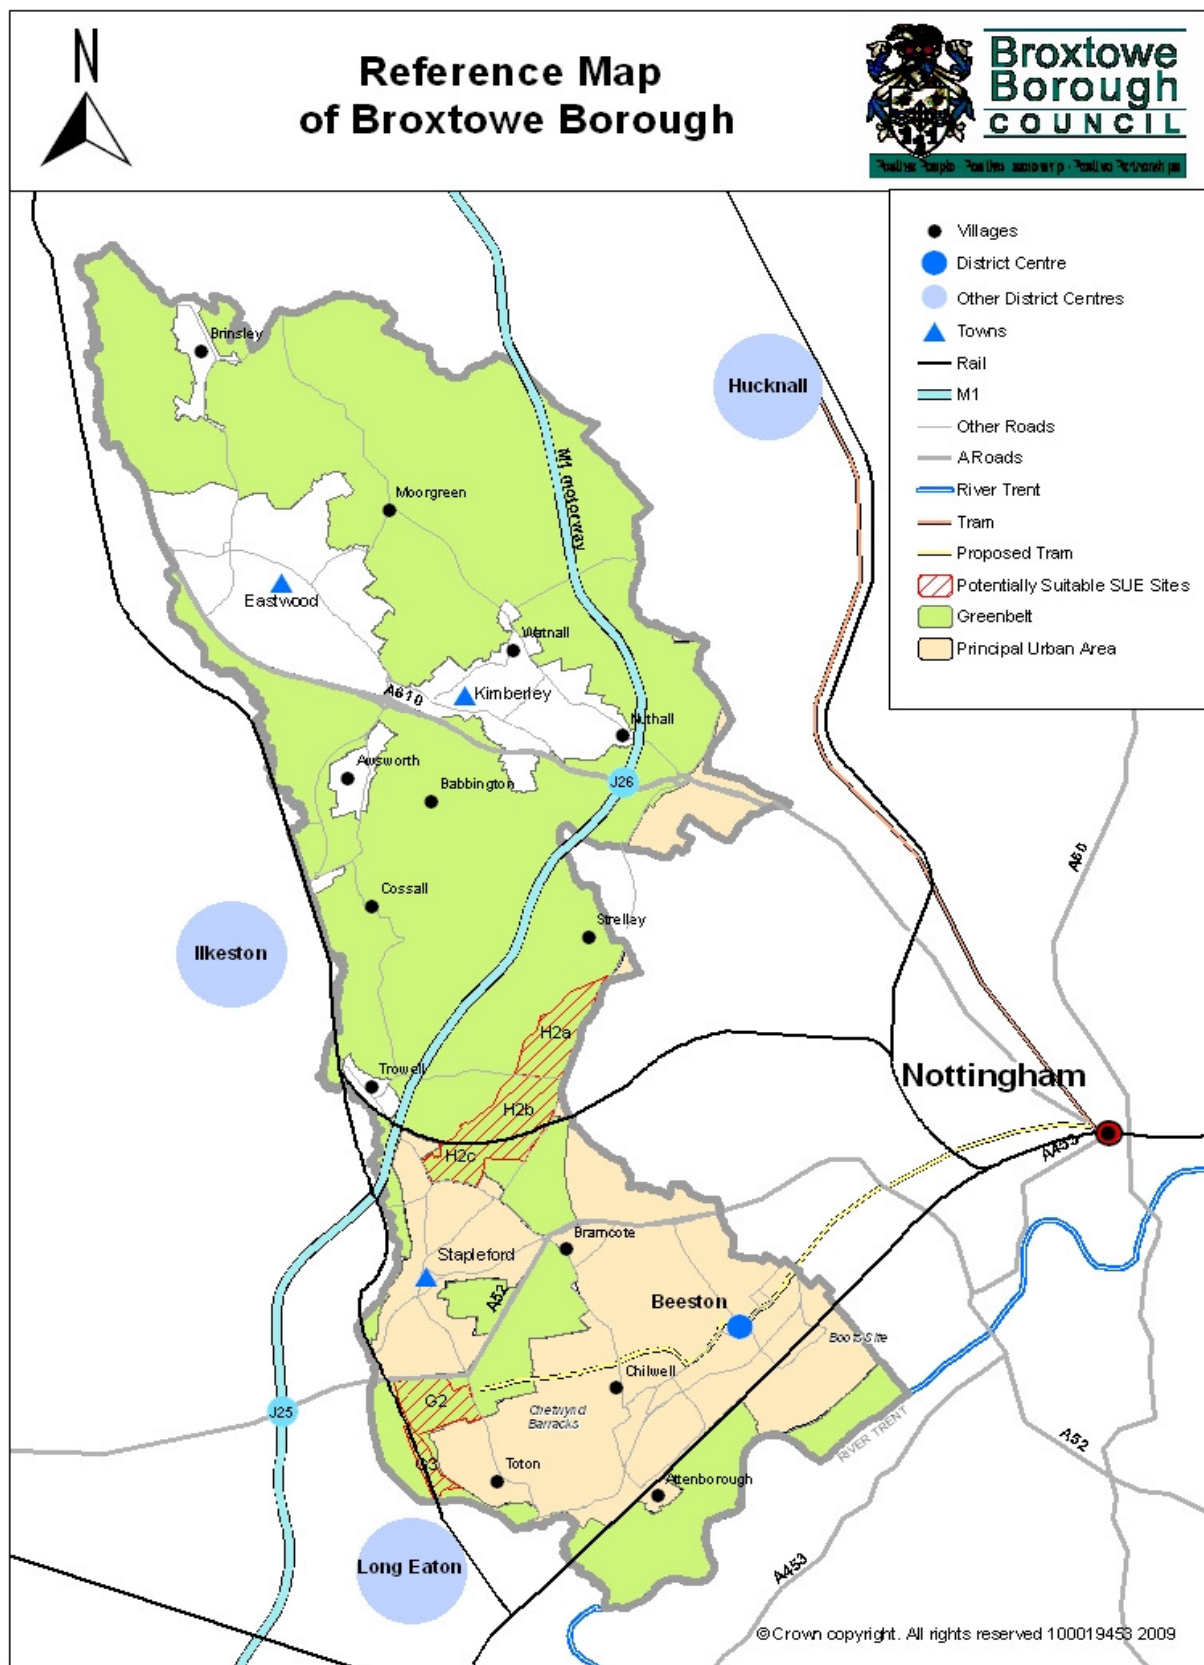 N
Reference Map
of Broxtowe Borough
Broxtowe
Borough
COUNCIL
Villages
District Centre
Other District Centres
Towns
Rail
M1
Other Roads
A Roads
River Trent
Tram
Proposed Tram
Potentially Suitable SUE Sites
Greenbelt
Principal Urban Area
Brinsley
Hucknall
Moorgreen
M1 motorway
Eastwood
Watnall
A610
Kimberley
Nuthall
Awsworth
Babbington
J26
A60
Cossall
Strelley
Ilkeston
H2a
Trowell
Nottingham
H2b
A453
H2c
Bramcote
Stapleford
A52
Beeston
Boots Site
Chilwell
G2
Chetwynd
Barracks
J25
RIVER TRENT
A52
G3
Toton
Attenborough
Long Eaton
A453
© Crown copyright. All rights reserved 100019453 2009